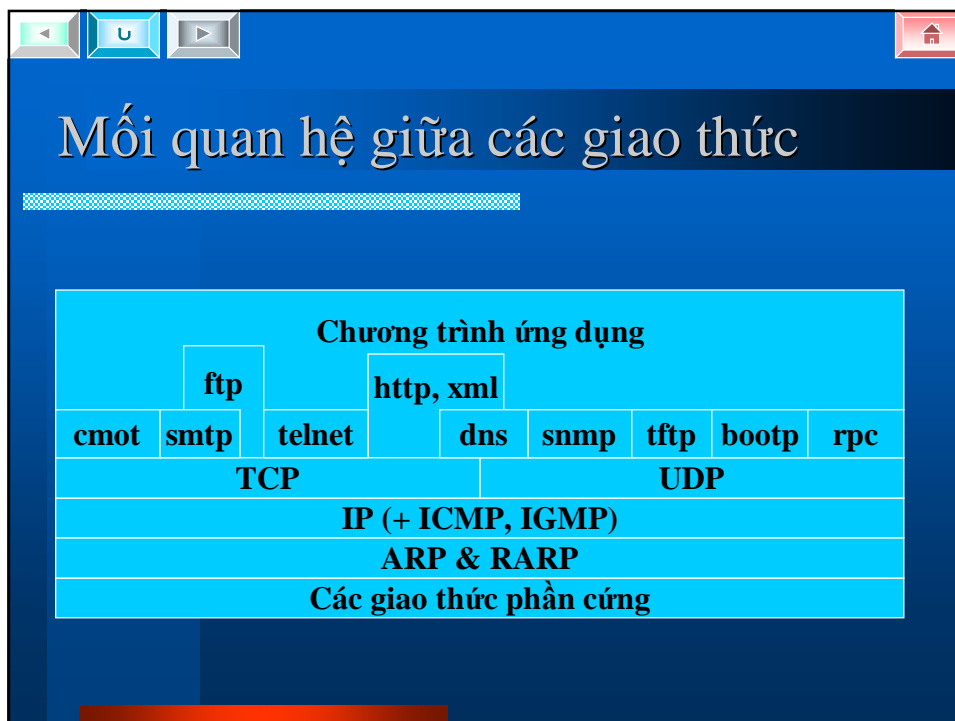 Mối quan hệ giữa các giao thức
Chương trình ứng dụng
ftp
http, xml
cmot smtp telnet dns snmp tftp bootp rpc
TCP UDP
IP (+ ICMP, IGMP)
ARP & RARP
Các giao thức phần cứng